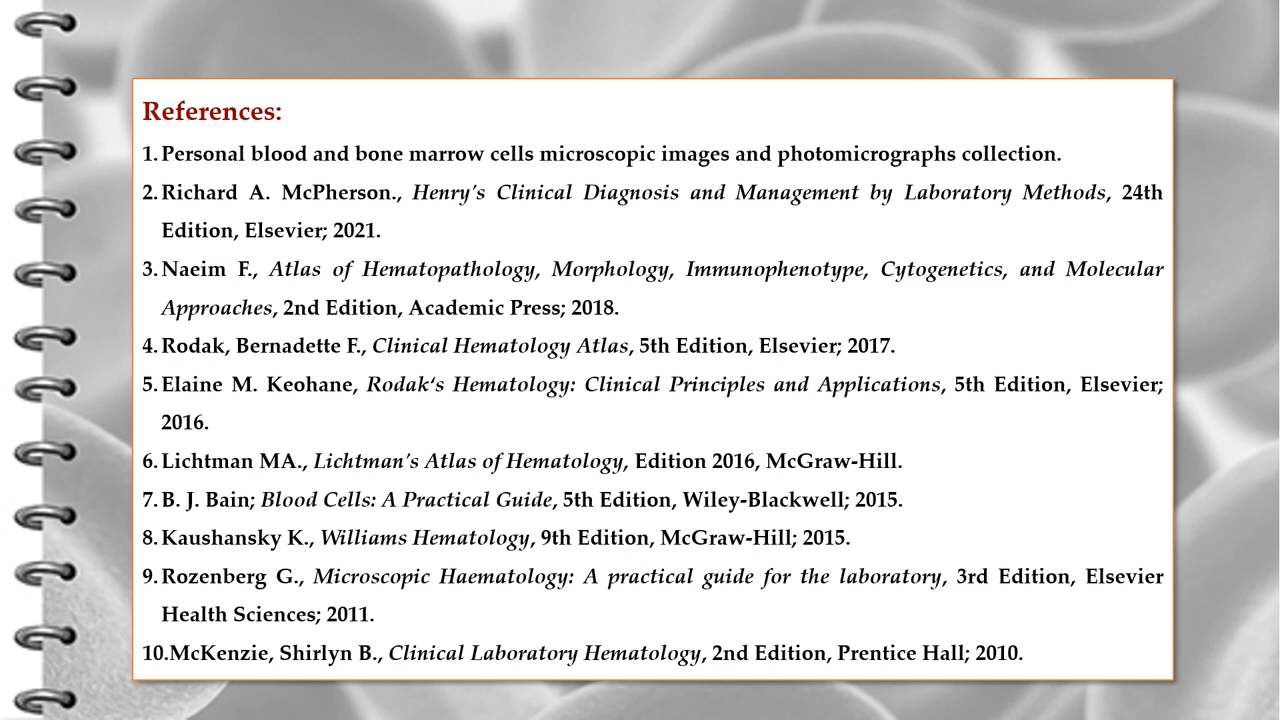 References:
1. Personal blood and bone marrow cells microscopic images and photomicrographs collection.
2. Richard A. McPherson., Henry's Clinical Diagnosis and Management by Laboratory Methods, 24th
Edition, Elsevier; 2021.
3. Naeim F., Atlas of Hematopathology, Morphology, Immunophenotype, Cytogenetics, and Molecular
Approaches, 2nd Edition, Academic Press; 2018.
4. Rodak, Bernadette F., Clinical Hematology Atlas, 5th Edition, Elsevier; 2017.
5. Elaine M. Keohane, Rodak‘s Hematology: Clinical Principles and Applications, 5th Edition, Elsevier;
2016.
6. Lichtman MA., Lichtman's Atlas of Hematology, Edition 2016, McGraw-Hill.
7. B. J. Bain; Blood Cells: A Practical Guide, 5th Edition, Wiley-Blackwell; 2015.
8. Kaushansky K., Williams Hematology, 9th Edition, McGraw-Hill; 2015.
9. Rozenberg G., Microscopic Haematology: A practical guide for the laboratory, 3rd Edition, Elsevier
Health Sciences; 2011.
10.McKenzie, Shirlyn B., Clinical Laboratory Hematology, 2nd Edition, Prentice Hall; 2010.